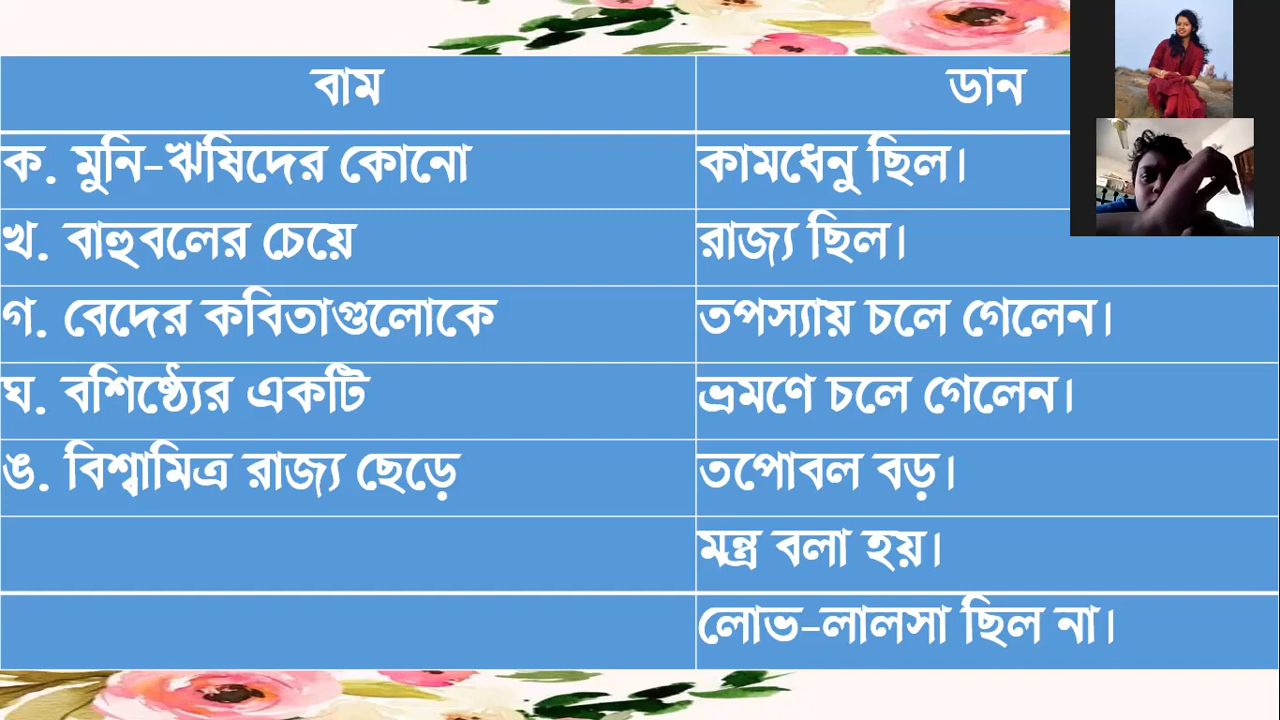 বাম ডান
ক. মুনি-ঋষিদের কোনো কামধেনু ছিল।
খ. বাহুবলের চেয়ে রাজ্য ছিল।
গ. বেদের কবিতাগুলোকে তপস্যায় চলে গেলেন।
ঘ. বশিষ্ঠ্যের একটি ভ্রমণে চলে গেলেন।
ঙ. বিশ্বামিত্র রাজ্য ছেড়ে তপোবল বড়।
মন্ত্র বলা হয়।
লোভ-লালসা ছিল না।